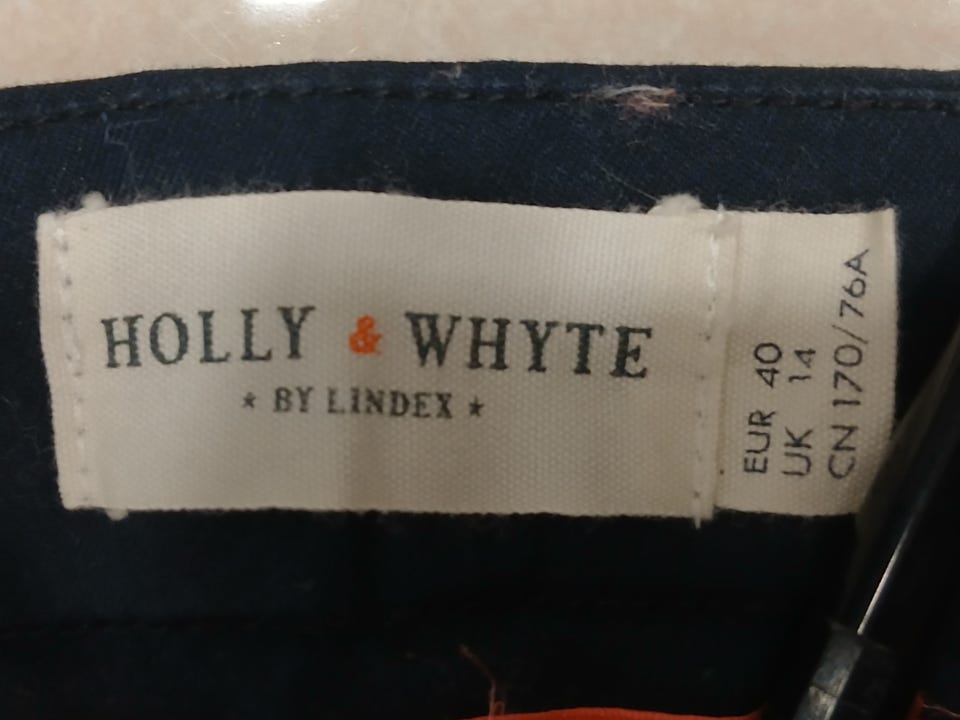 HOLLY & WHYTE
* BY LINDEX *
EUR 40
UK 14
CN 170/76A